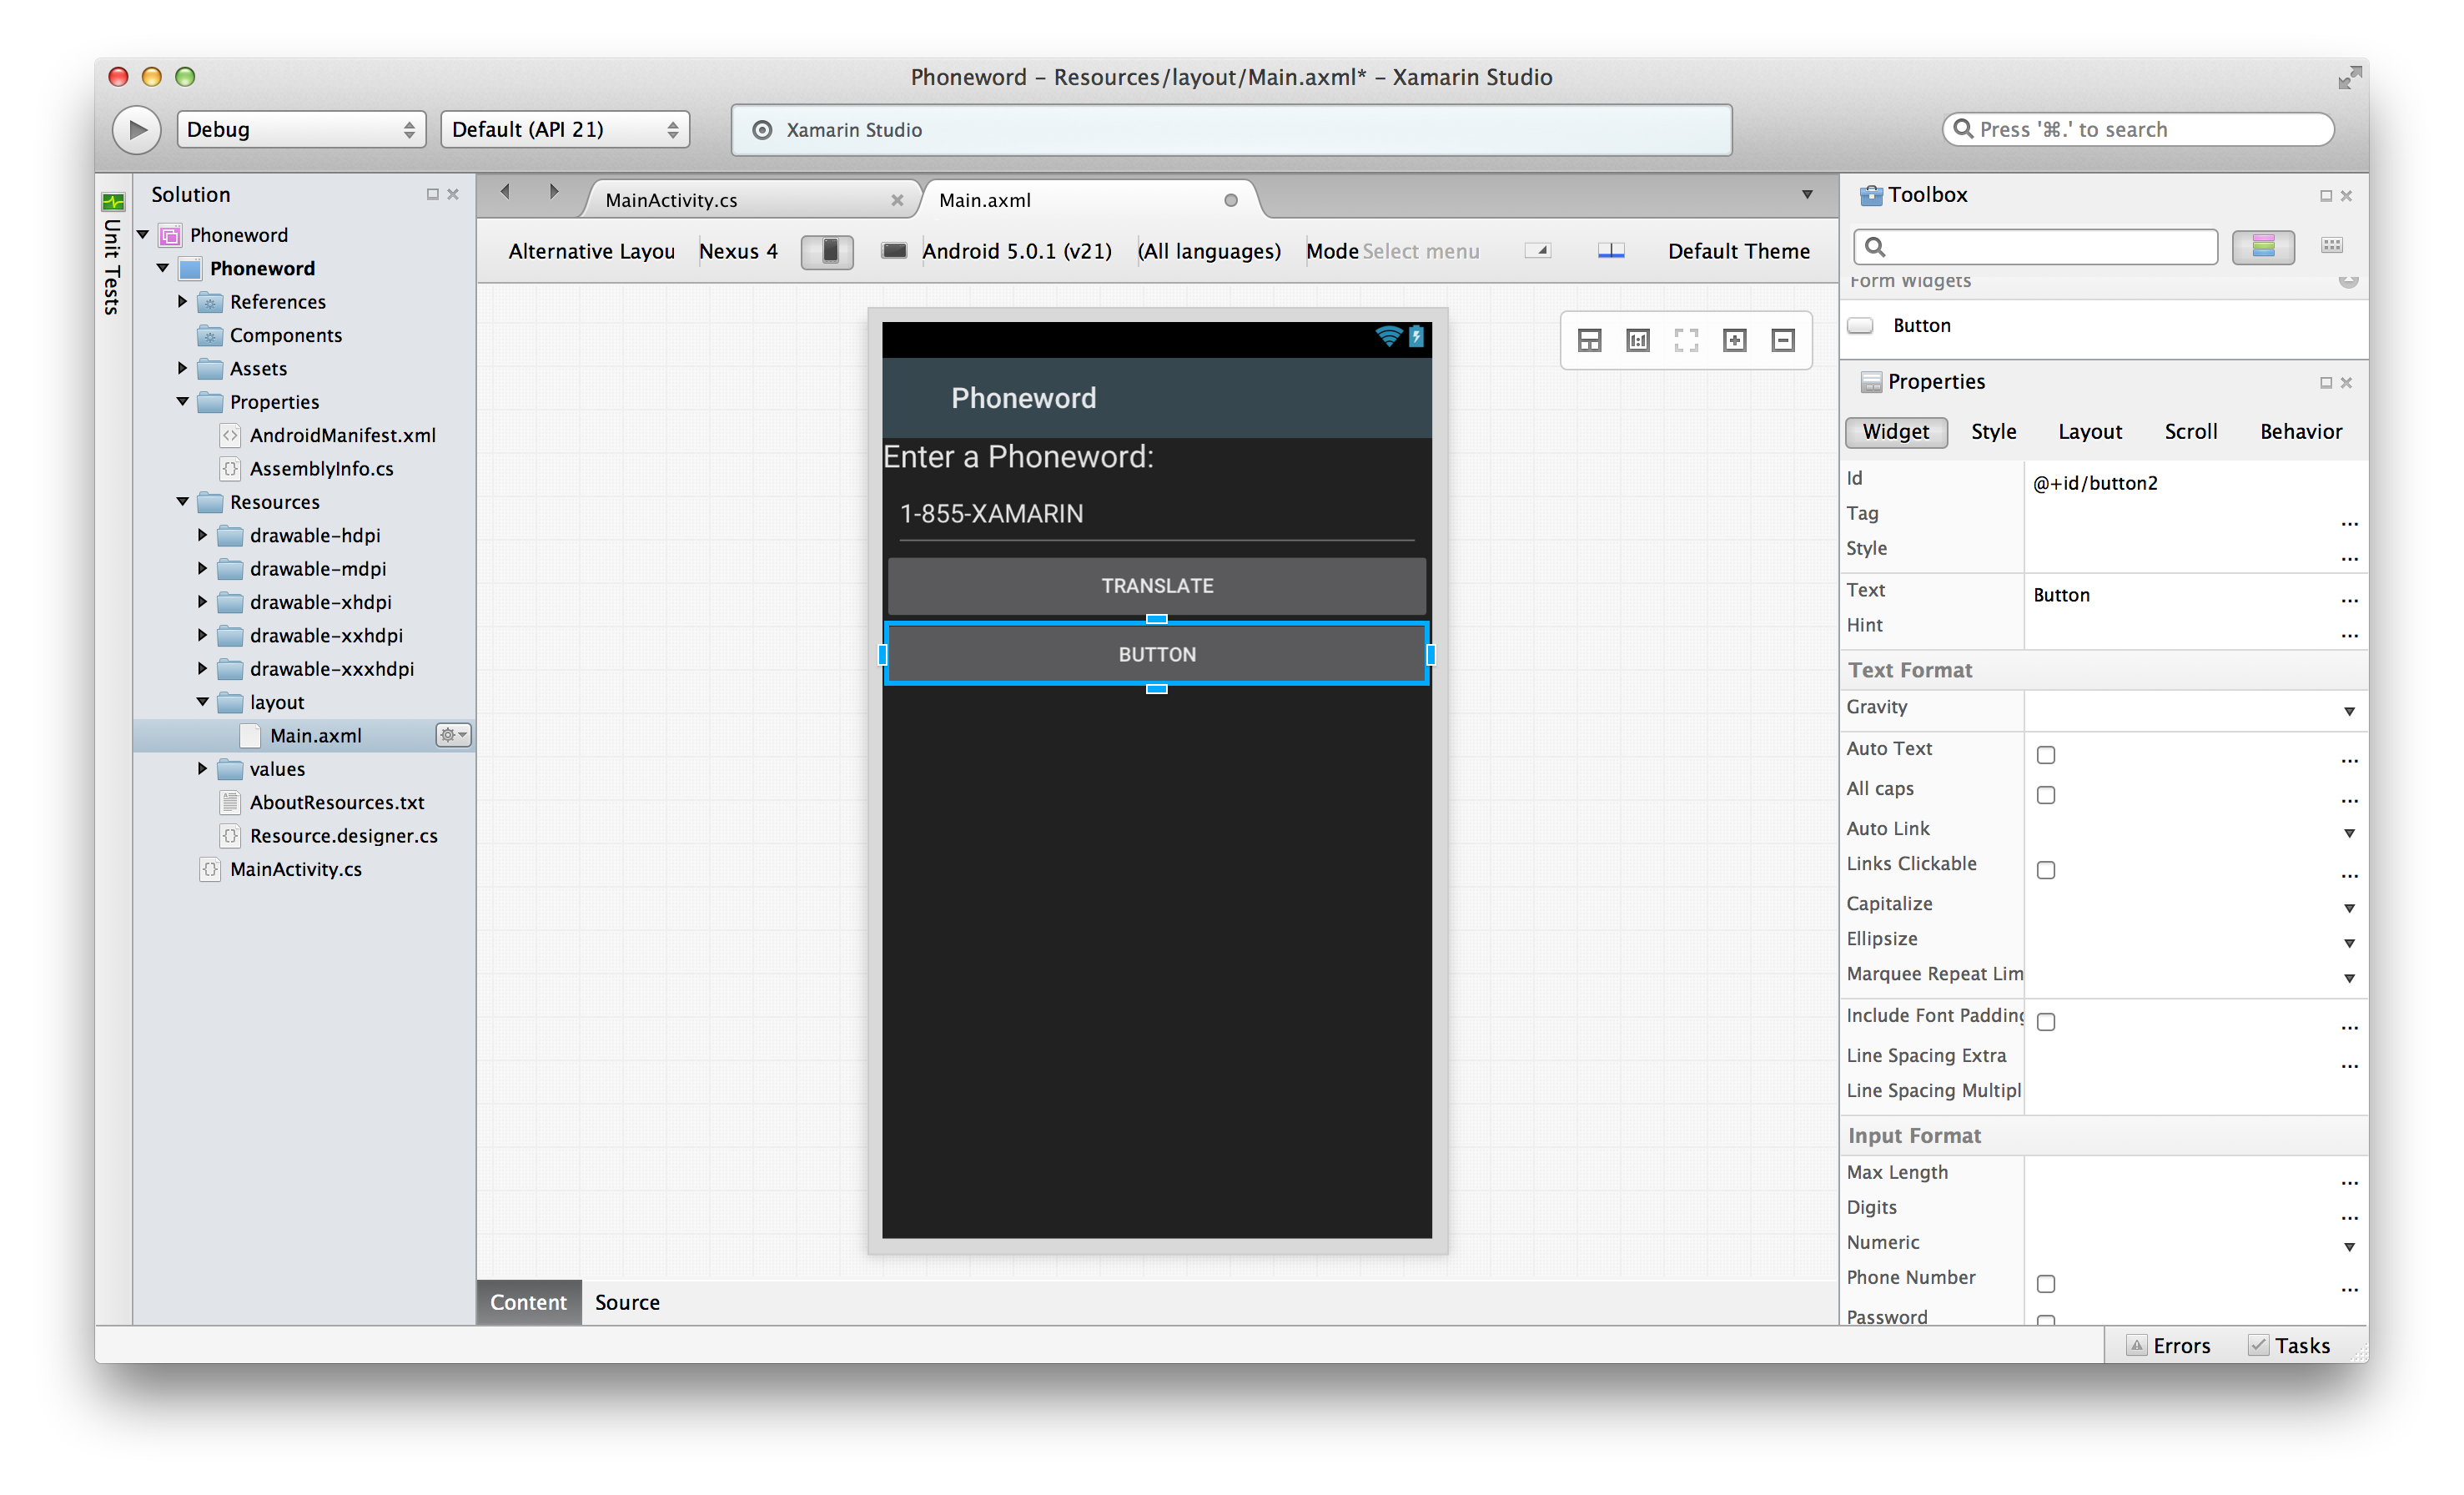 Phoneword – Resources/layout/Main.axml* – Xamarin Studio
Debug
Default (API 21)
Xamarin Studio
Press '⌘.' to search
Unit Tests
Solution
Phoneword
Phoneword
References
Components
Assets
Properties
AndroidManifest.xml
AssemblyInfo.cs
Resources
drawable-hdpi
drawable-mdpi
drawable-xhdpi
drawable-xxhdpi
drawable-xxxhdpi
layout
Main.axml
values
AboutResources.txt
Resource.designer.cs
MainActivity.cs
MainActivity.cs
Main.axml
Alternative Layou
Nexus 4
Android 5.0.1 (v21)
(All languages)
Mode Select menu
Default Theme
Phoneword
Enter a Phoneword:
1-855-XAMARIN
TRANSLATE
BUTTON
Content
Source
Toolbox
Form Widgets
Button
Properties
Widget
Style
Layout
Scroll
Behavior
Id @+id/button2
Tag ...
Style ...
Text Button ...
Hint ...
Text Format
Gravity
Auto Text ...
All caps ...
Auto Link
Links Clickable ...
Capitalize
Ellipsize
Marquee Repeat Lim
Include Font Padding ...
Line Spacing Extra ...
Line Spacing Multipl
Input Format
Max Length ...
Digits ...
Numeric
Phone Number ...
Password
Errors
Tasks